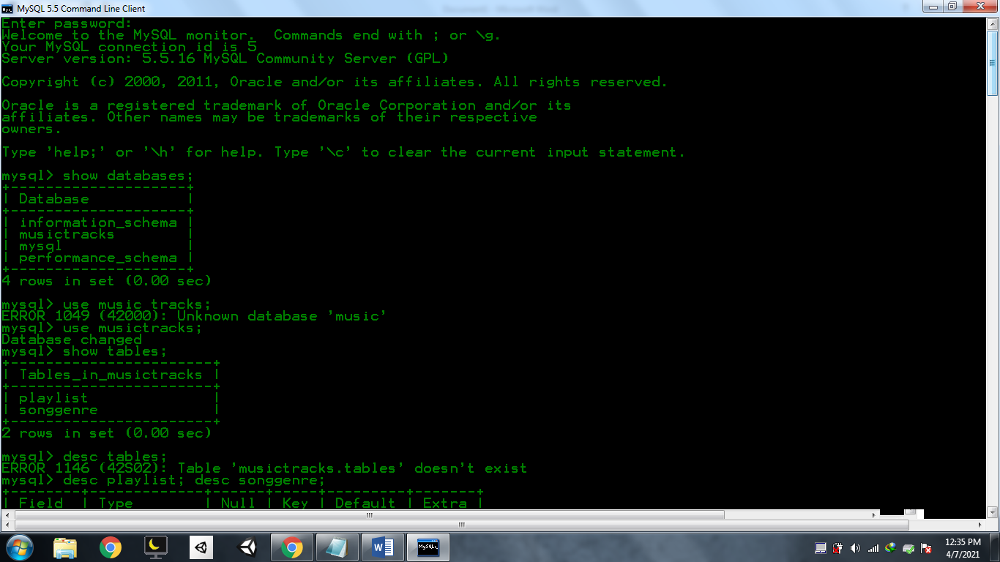 MySQL 5.5 Command Line Client
Enter password:
Welcome to the MySQL monitor.  Commands end with ; or \g.
Your MySQL connection id is 5
Server version: 5.5.16 MySQL Community Server (GPL)
Copyright (c) 2000, 2011, Oracle and/or its affiliates. All rights reserved.
Oracle is a registered trademark of Oracle Corporation and/or its
affiliates. Other names may be trademarks of their respective
owners.
Type 'help;' or '\h' for help. Type '\c' to clear the current input statement.
mysql> show databases;
+--------------------+
| Database           |
+--------------------+
| information_schema |
| musictracks        |
| mysql              |
| performance_schema |
+--------------------+
4 rows in set (0.00 sec)
mysql> use music tracks;
ERROR 1049 (42000): Unknown database 'music'
mysql> use musictracks;
Database changed
mysql> show tables;
+-----------------------+
| Tables_in_musictracks |
+-----------------------+
| playlist              |
| songgenre             |
+-----------------------+
2 rows in set (0.00 sec)
mysql> desc tables;
ERROR 1146 (42S02): Table 'musictracks.tables' doesn't exist
mysql> desc playlist; desc songgenre;
+--------+-------------+------+-----+---------+-------+
| Field  | Type        | Null | Key | Default | Extra |
MySQL>
12:35 PM
4/7/2021